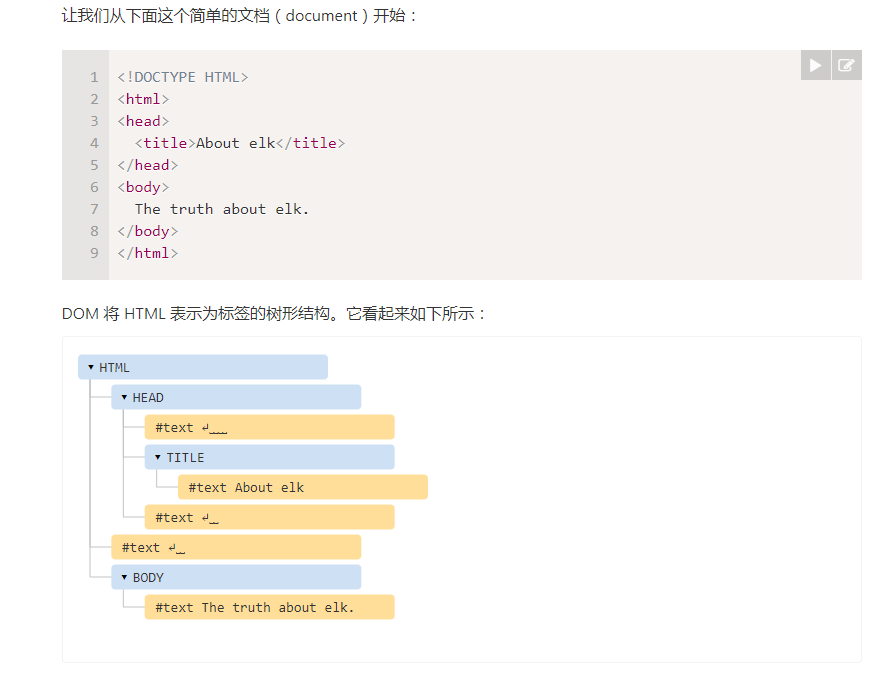 让我们从下面这个简单的文档（document）开始：
1 <!DOCTYPE HTML>
2 <html>
3 <head>
4   <title>About elk</title>
5 </head>
6 <body>
7   The truth about elk.
8 </body>
9 </html>
DOM 将 HTML 表示为标签的树形结构。它看起来如下所示：
▾ HTML
▾ HEAD
#text ↵␣␣␣␣
▾ TITLE
#text About elk
#text ↵␣␣
#text ↵␣␣
▾ BODY
#text The truth about elk.